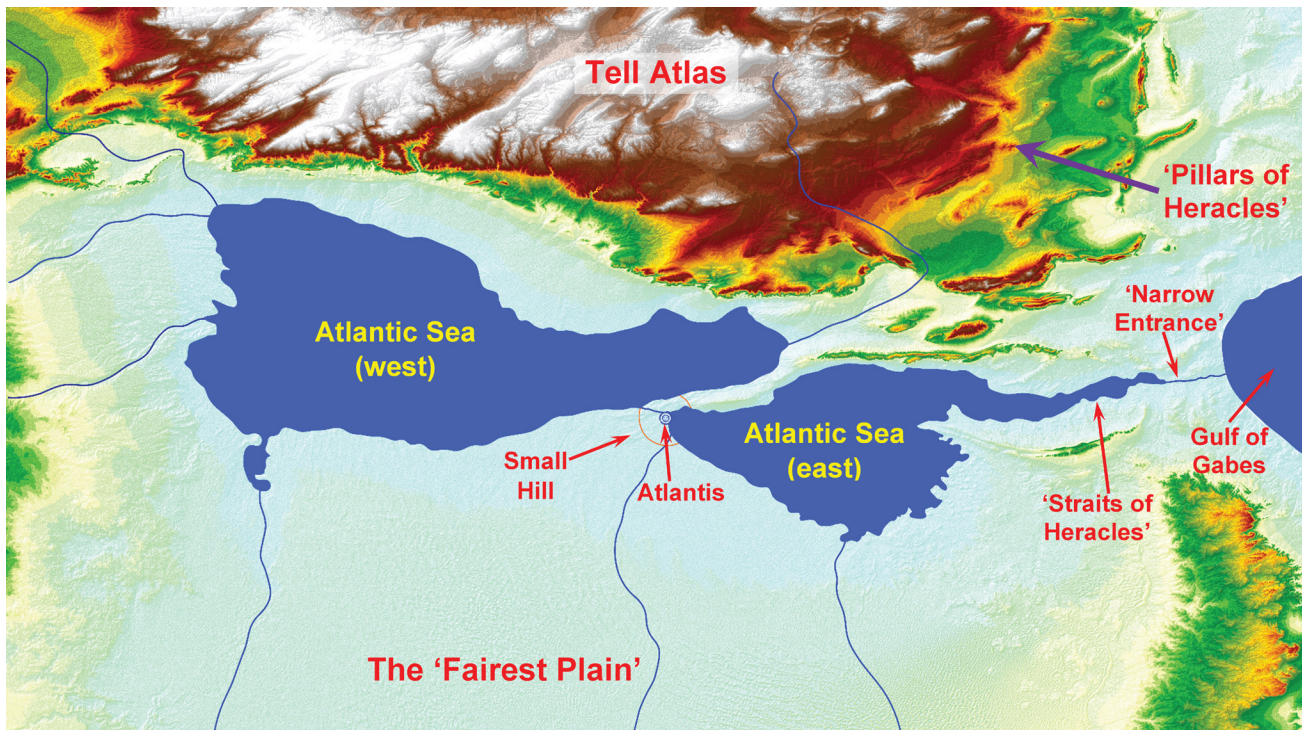 Tell Atlas
‘Pillars of
Heracles’
‘Narrow
Entrance’
Atlantic Sea
(west)
Atlantic Sea
(east)
Gulf of
Gabes
Small
Hill
Atlantis
‘Straits of
Heracles’
The ‘Fairest Plain’